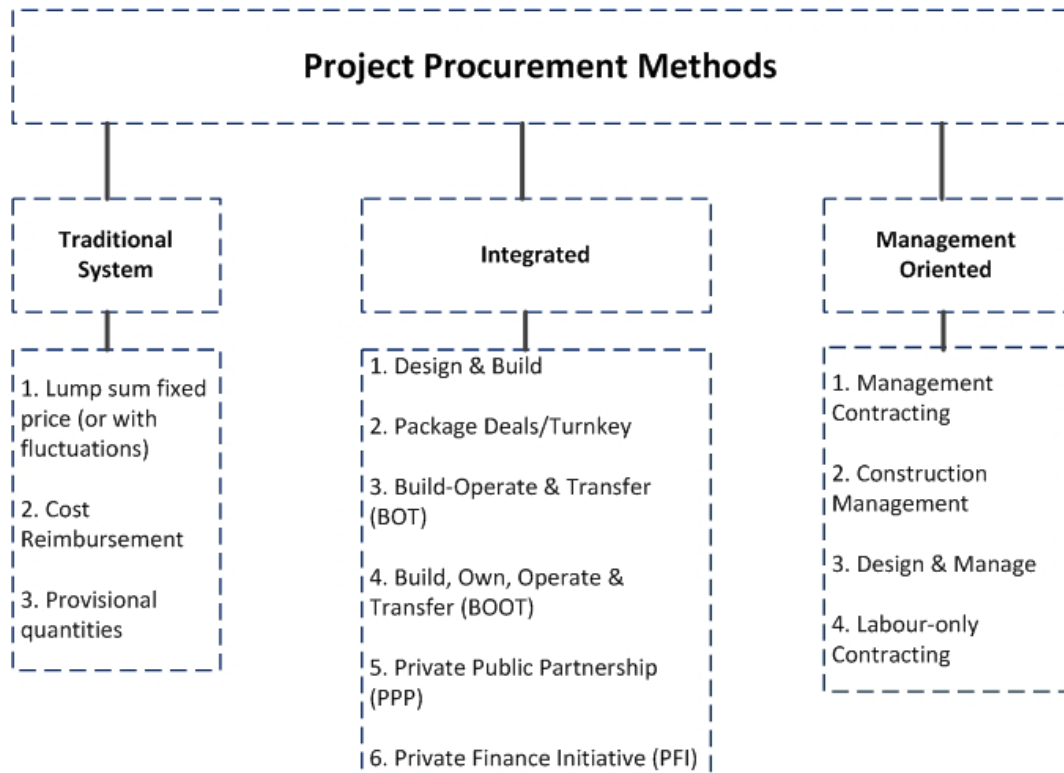 Project Procurement Methods
Traditional
System
1. Lump sum fixed
price (or with
fluctuations)
2. Cost
Reimbursement
3. Provisional
quantities
Integrated
1. Design & Build
2. Package Deals/Turnkey
3. Build-Operate & Transfer
(BOT)
4. Build, Own, Operate &
Transfer (BOOT)
5. Private Public Partnership
(PPP)
6. Private Finance Initiative (PFI)
Management
Oriented
1. Management
Contracting
2. Construction
Management
3. Design & Manage
4. Labour-only
Contracting